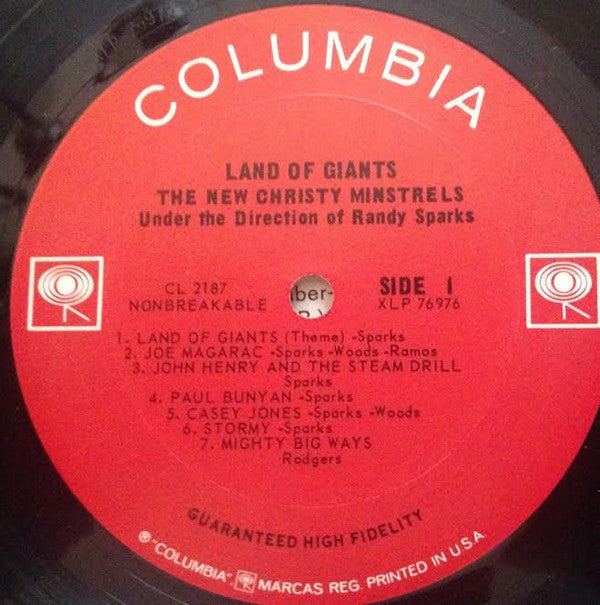 COLUMBIA
LAND OF GIANTS
THE NEW CHRISTY MINSTRELS
Under the Direction of Randy Sparks
CL 2187
NONBREAKABLE
iber-
SIDE 1
XLP 76976
1. LAND OF GIANTS (Theme) -Sparks
2. JOE MAGARAC -Sparks -Woods -Ramos
3. JOHN HENRY AND THE STEAM DRILL
Sparks
4. PAUL BUNYAN -Sparks
5. CASEY JONES -Sparks -Woods
6. STORMY -Sparks
7. MIGHTY BIG WAYS
Rodgers
GUARANTEED HIGH FIDELITY
® "COLUMBIA", MARCAS REG. PRINTED IN U.S.A.